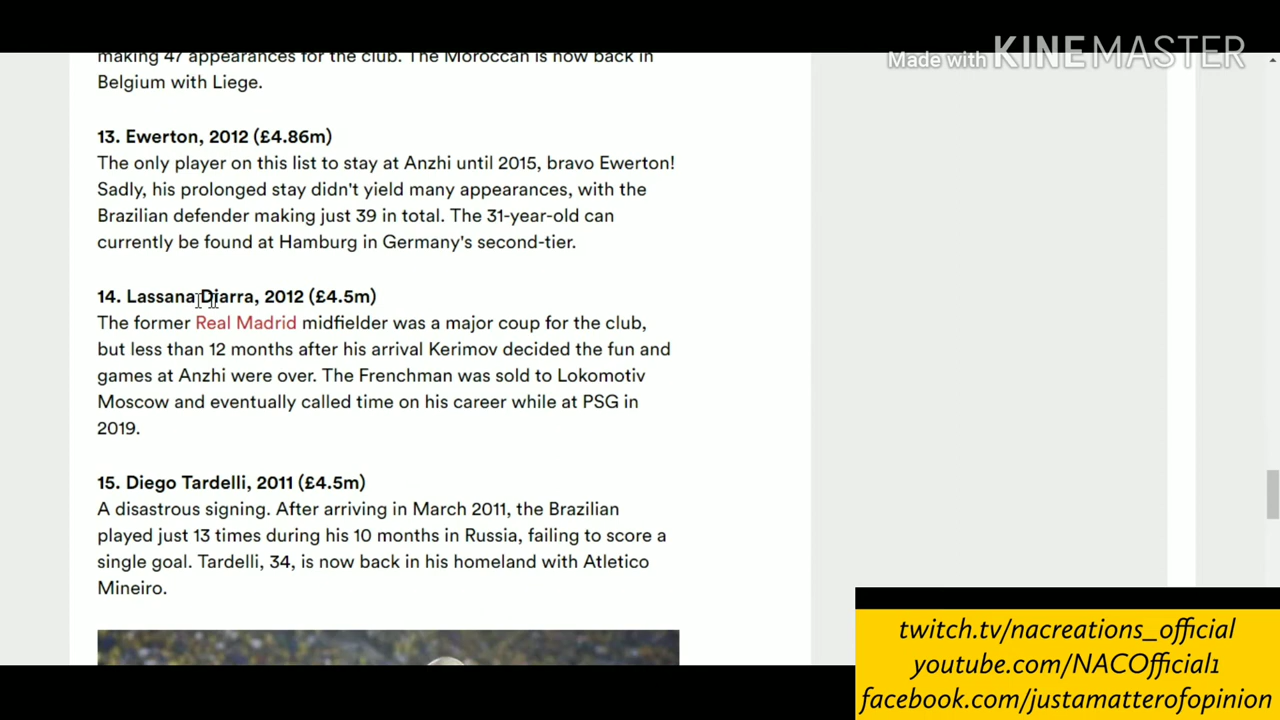 Made with KINEMASTER
making 47 appearances for the club. The Moroccan is now back in
Belgium with Liege.
13. Ewerton, 2012 (£4.86m)
The only player on this list to stay at Anzhi until 2015, bravo Ewerton!
Sadly, his prolonged stay didn't yield many appearances, with the
Brazilian defender making just 39 in total. The 31-year-old can
currently be found at Hamburg in Germany's second-tier.
14. Lassana Diarra, 2012 (£4.5m)
The former Real Madrid midfielder was a major coup for the club,
but less than 12 months after his arrival Kerimov decided the fun and
games at Anzhi were over. The Frenchman was sold to Lokomotiv
Moscow and eventually called time on his career while at PSG in
2019.
15. Diego Tardelli, 2011 (£4.5m)
A disastrous signing. After arriving in March 2011, the Brazilian
played just 13 times during his 10 months in Russia, failing to score a
single goal. Tardelli, 34, is now back in his homeland with Atletico
Mineiro.
twitch.tv/nacreations_official
youtube.com/NACOfficial1
facebook.com/justamatterofopinion